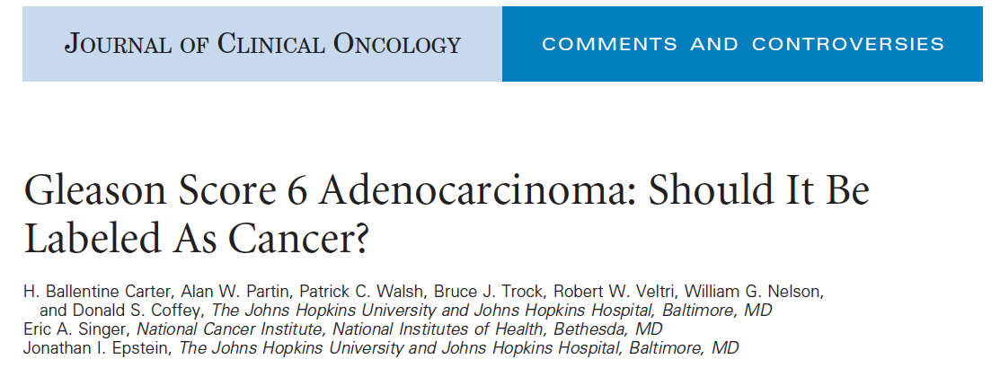 JOURNAL OF CLINICAL ONCOLOGY
COMMENTS AND CONTROVERSIES
Gleason Score 6 Adenocarcinoma: Should It Be
Labeled As Cancer?
H. Ballentine Carter, Alan W. Partin, Patrick C. Walsh, Bruce J. Trock, Robert W. Veltri, William G. Nelson,
and Donald S. Coffey, The Johns Hopkins University and Johns Hopkins Hospital, Baltimore, MD
Eric A. Singer, National Cancer Institute, National Institutes of Health, Bethesda, MD
Jonathan I. Epstein, The Johns Hopkins University and Johns Hopkins Hospital, Baltimore, MD